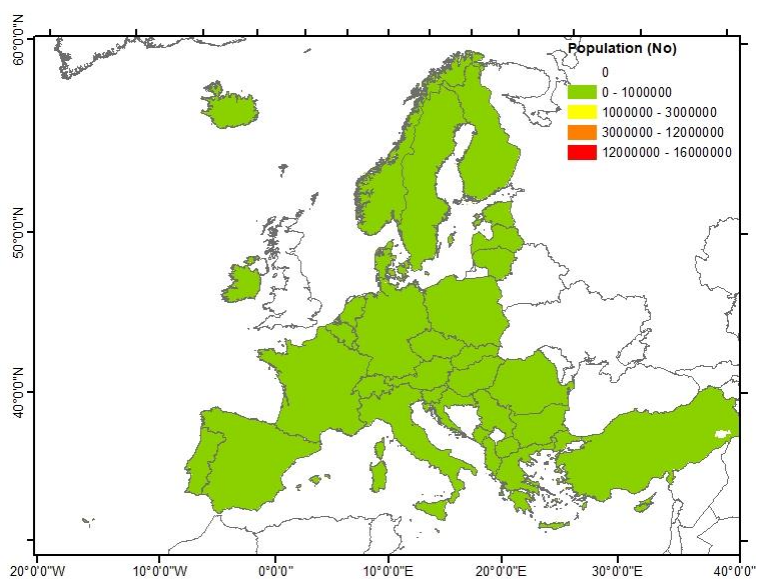 Population (No)
0
0 - 1000000
1000000 - 3000000
3000000 - 12000000
12000000 - 16000000
60°0'0"N
50°0'0"N
40°0'0"N
20°0'0"W
10°0'0"W
0°0'0"
10°0'0"E
20°0'0"E
30°0'0"E
40°0'0"